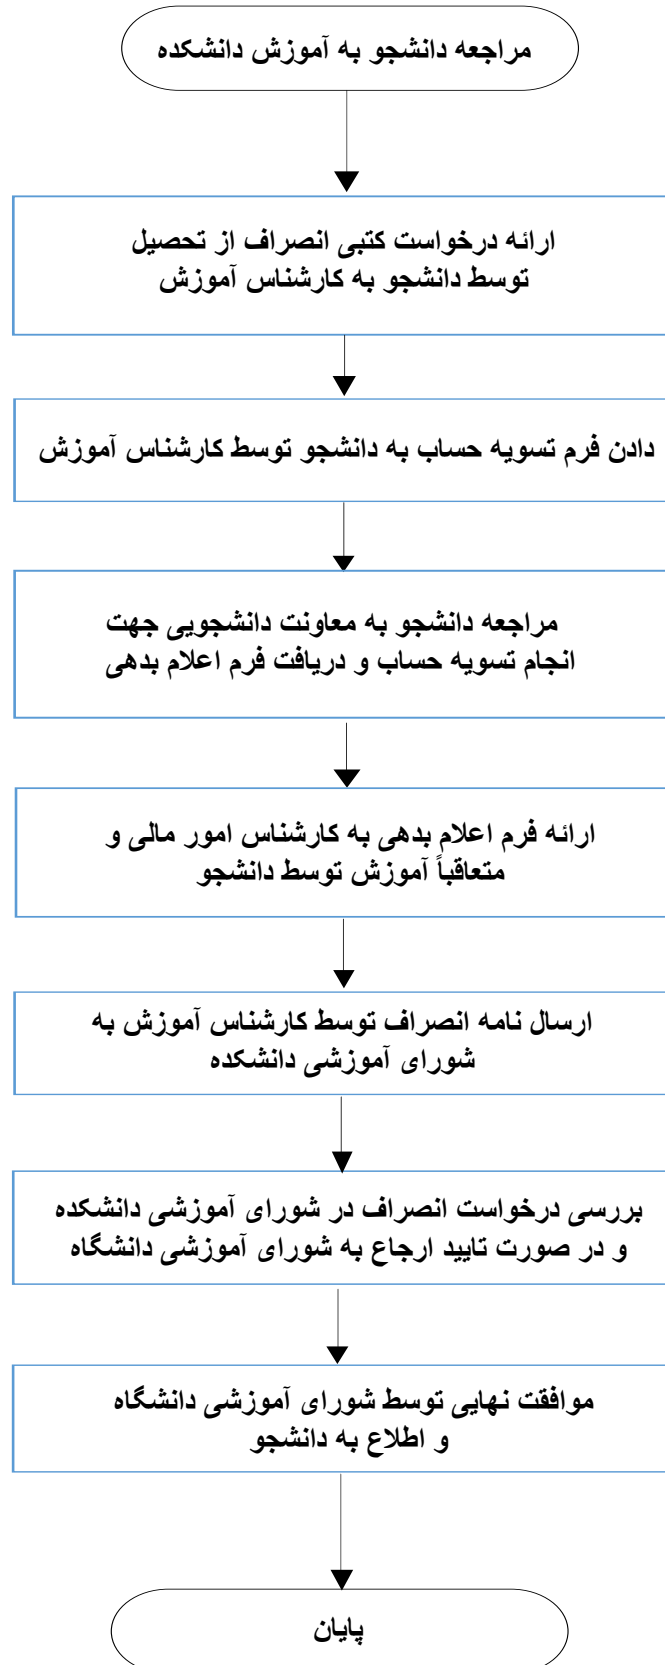 مراجعه دانشجو به آموزش دانشکده
ارائه درخواست کتبی انصراف از تحصیل
توسط دانشجو به کارشناس آموزش
دادن فرم تسویه حساب به دانشجو توسط کارشناس آموزش
مراجعه دانشجو به معاونت دانشجویی جهت
انجام تسویه حساب و دریافت فرم اعلام بدهی
ارائه فرم اعلام بدهی به کارشناس امور مالی و
متعاقباً آموزش توسط دانشجو
ارسال نامه انصراف توسط کارشناس آموزش به
شورای آموزشی دانشکده
بررسی درخواست انصراف در شورای آموزشی دانشکده
و در صورت تایید ارجاع به شورای آموزشی دانشگاه
موافقت نهایی توسط شورای آموزشی دانشگاه
و اطلاع به دانشجو
پایان